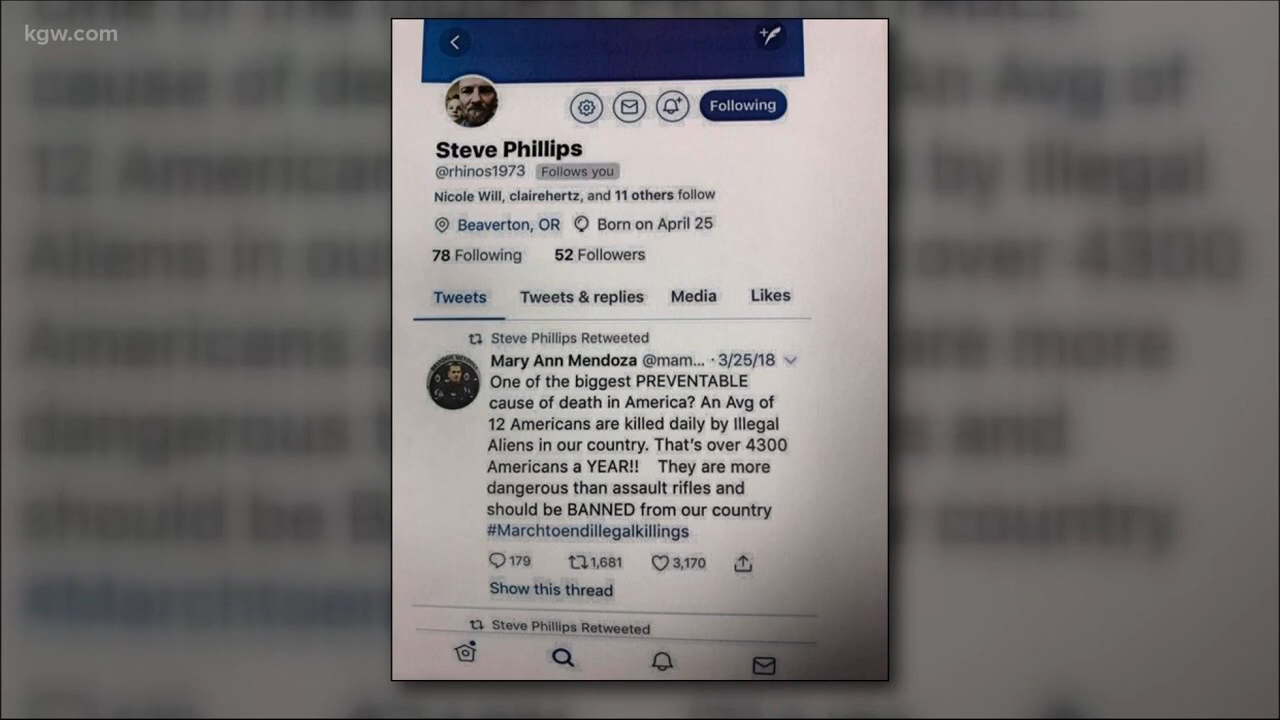 kgw.com
Following
Steve Phillips
@rhinos1973 Follows you
Nicole Will, clairehertz, and 11 others follow
Beaverton, OR Born on April 25
78 Following 52 Followers
Tweets Tweets & replies Media Likes
Steve Phillips Retweeted
Mary Ann Mendoza @mam... · 3/25/18
One of the biggest PREVENTABLE
cause of death in America? An Avg of
12 Americans are killed daily by Illegal
Aliens in our country. That's over 4300
Americans a YEAR!! They are more
dangerous than assault rifles and
should be BANNED from our country
#Marchtoendillegalkillings
179 1,681 3,170
Show this thread
Steve Phillips Retweeted